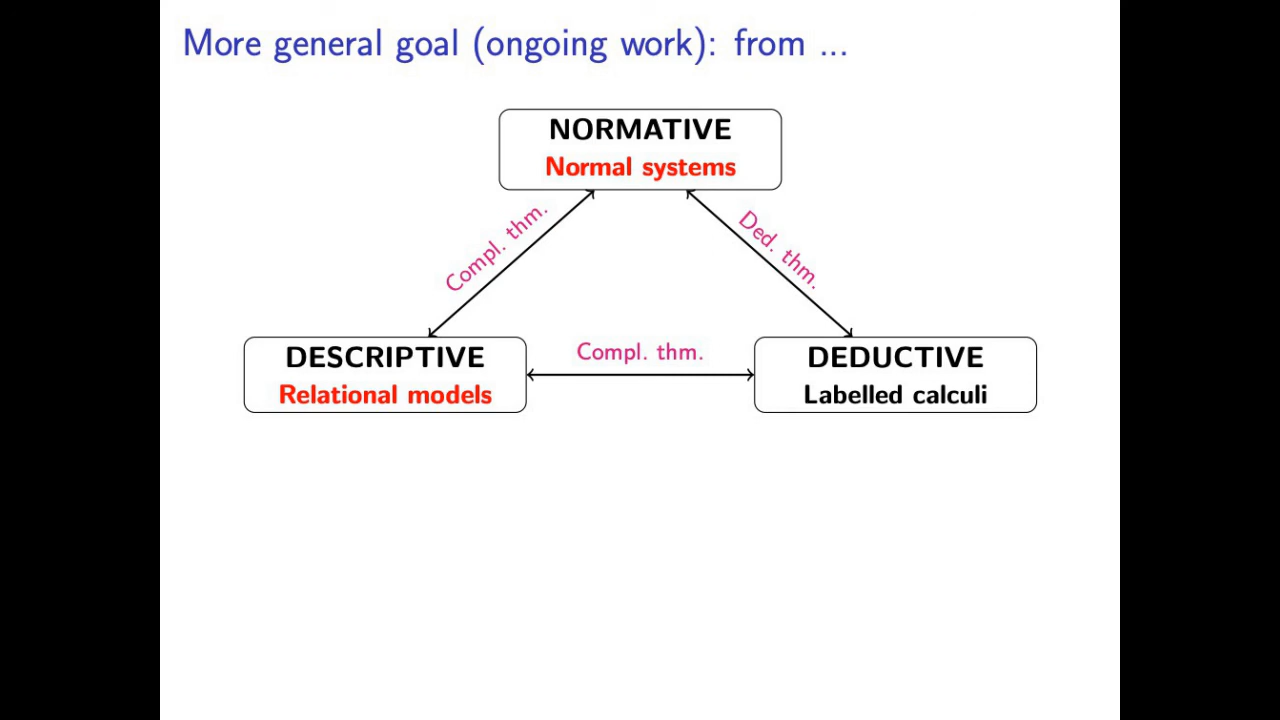 More general goal (ongoing work): from ...
NORMATIVE
Normal systems
Compl. thm.
Ded. thm.
DESCRIPTIVE
Relational models
Compl. thm.
DEDUCTIVE
Labelled calculi